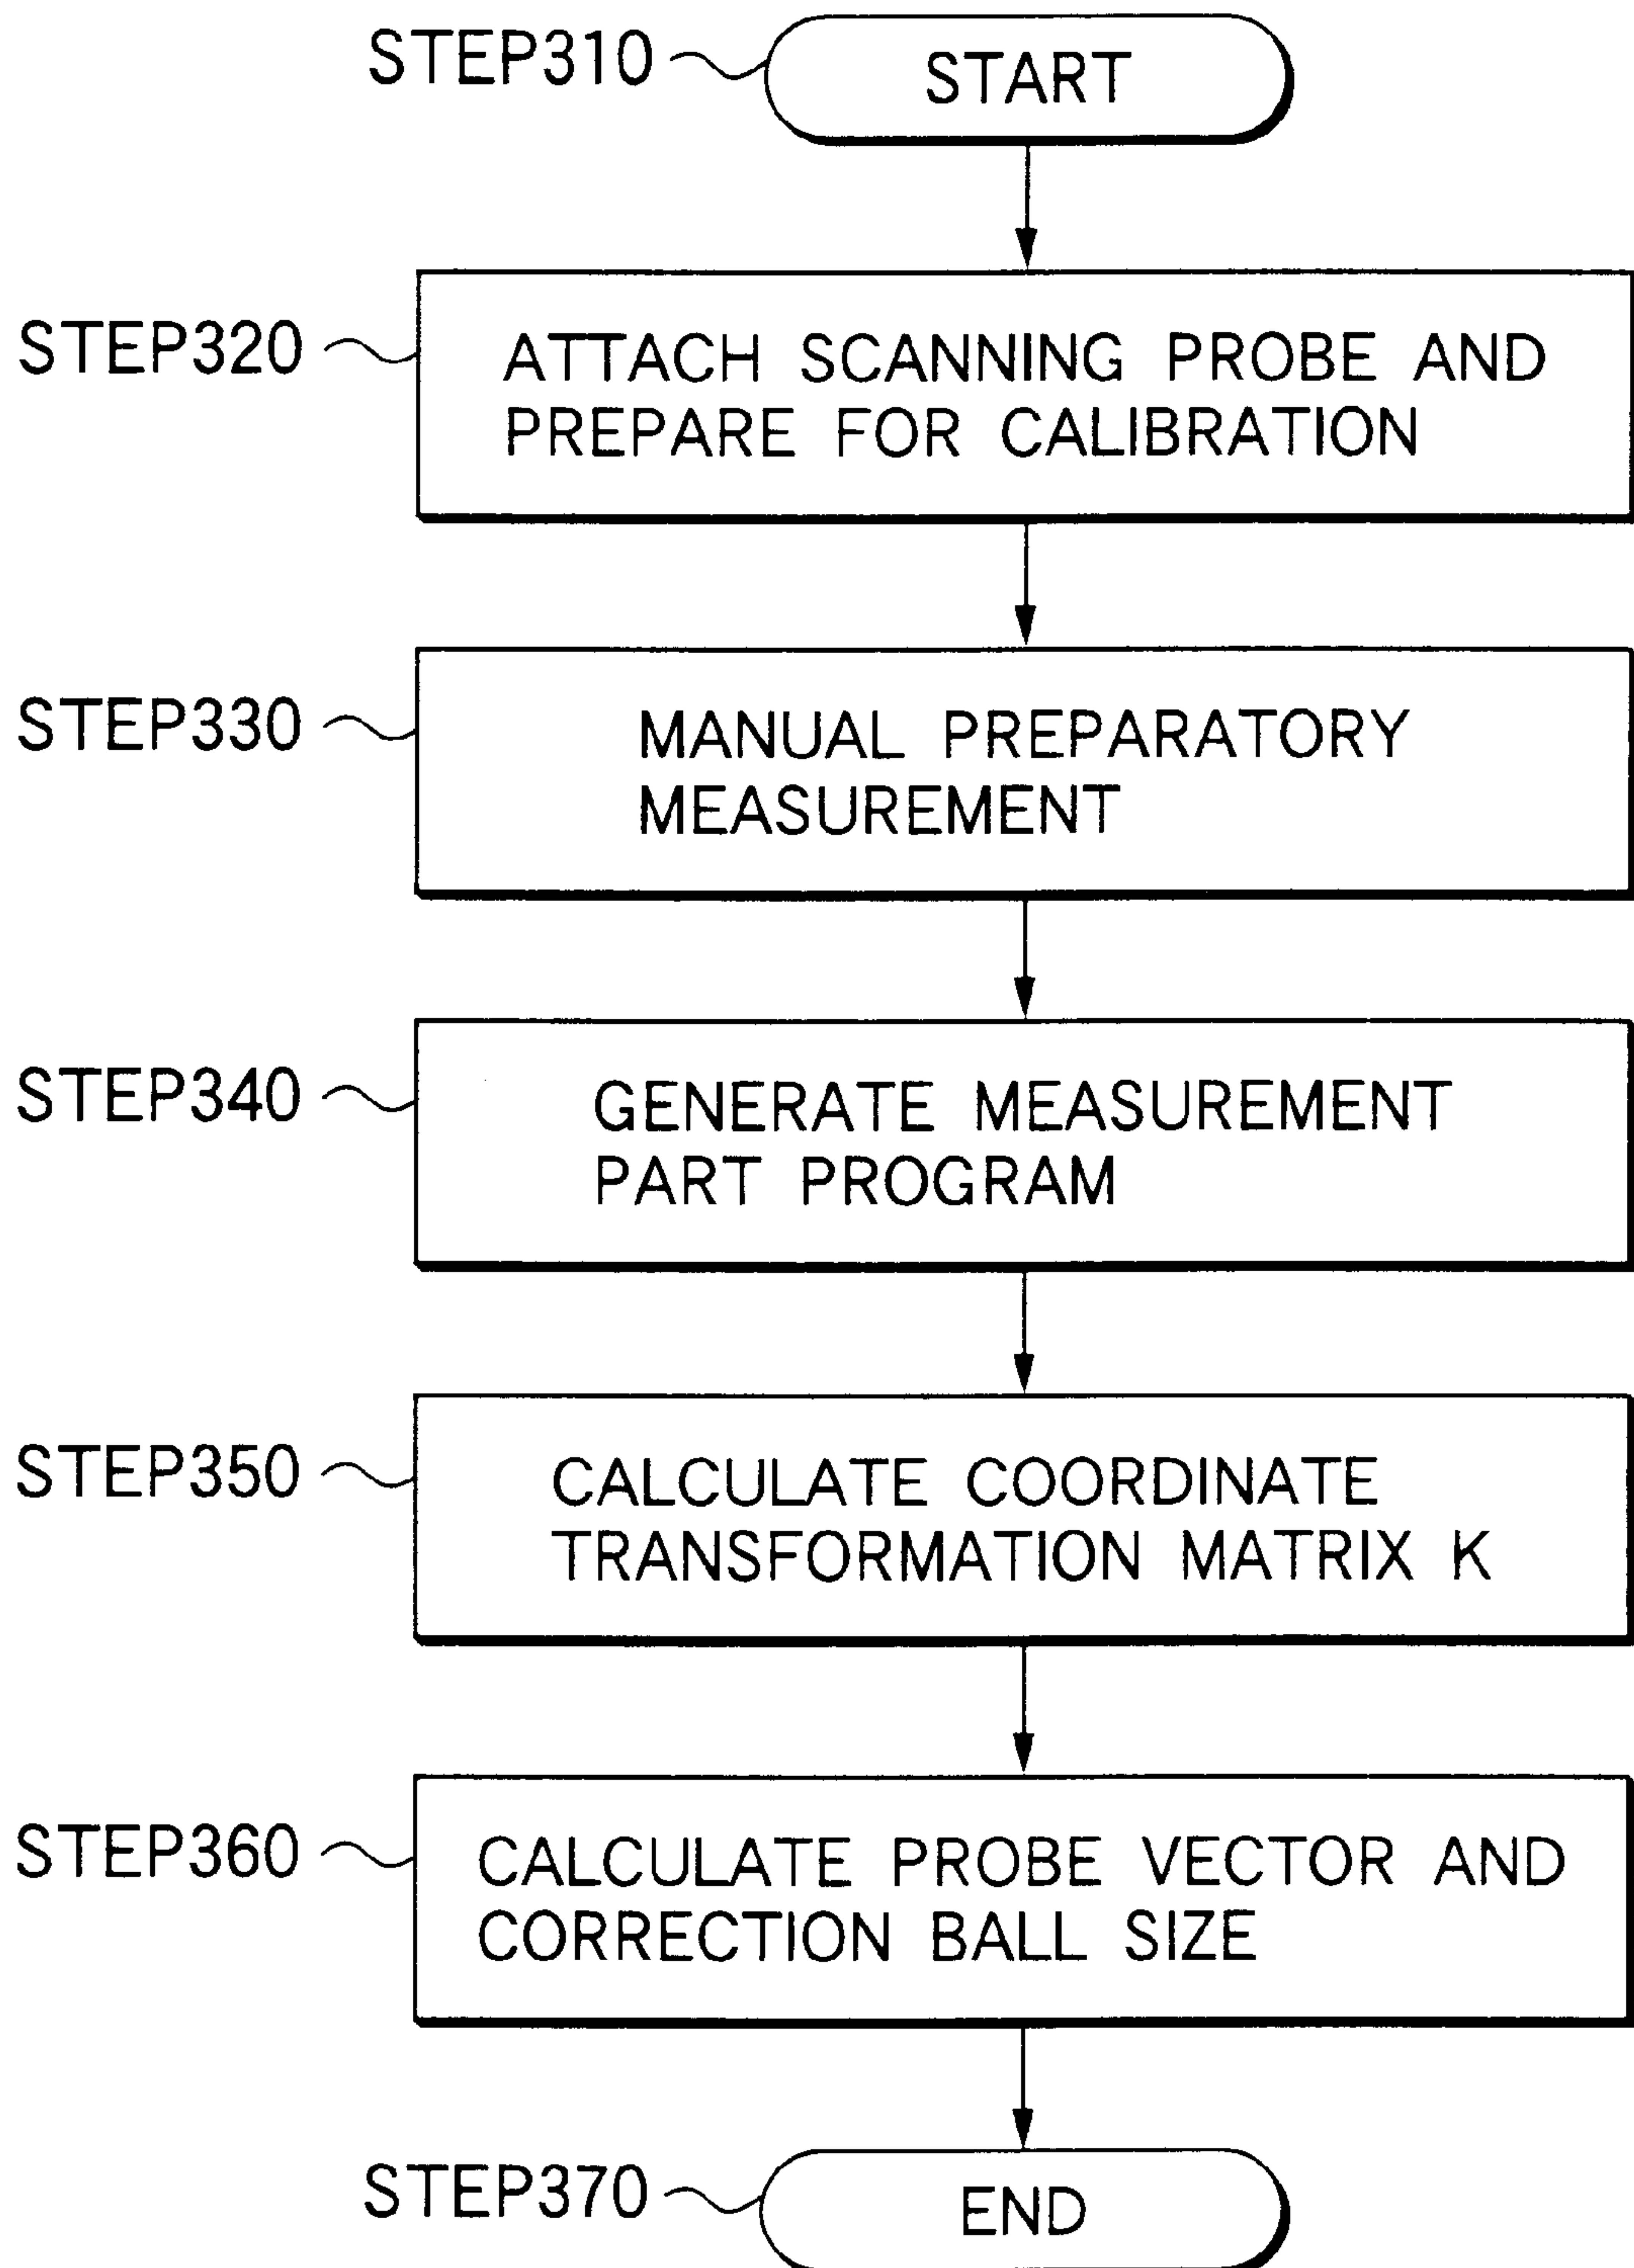 STEP310
START
STEP320
ATTACH SCANNING PROBE AND
PREPARE FOR CALIBRATION
STEP330
MANUAL PREPARATORY
MEASUREMENT
STEP340
GENERATE MEASUREMENT
PART PROGRAM
STEP350
CALCULATE COORDINATE
TRANSFORMATION MATRIX K
STEP360
CALCULATE PROBE VECTOR AND
CORRECTION BALL SIZE
STEP370
END